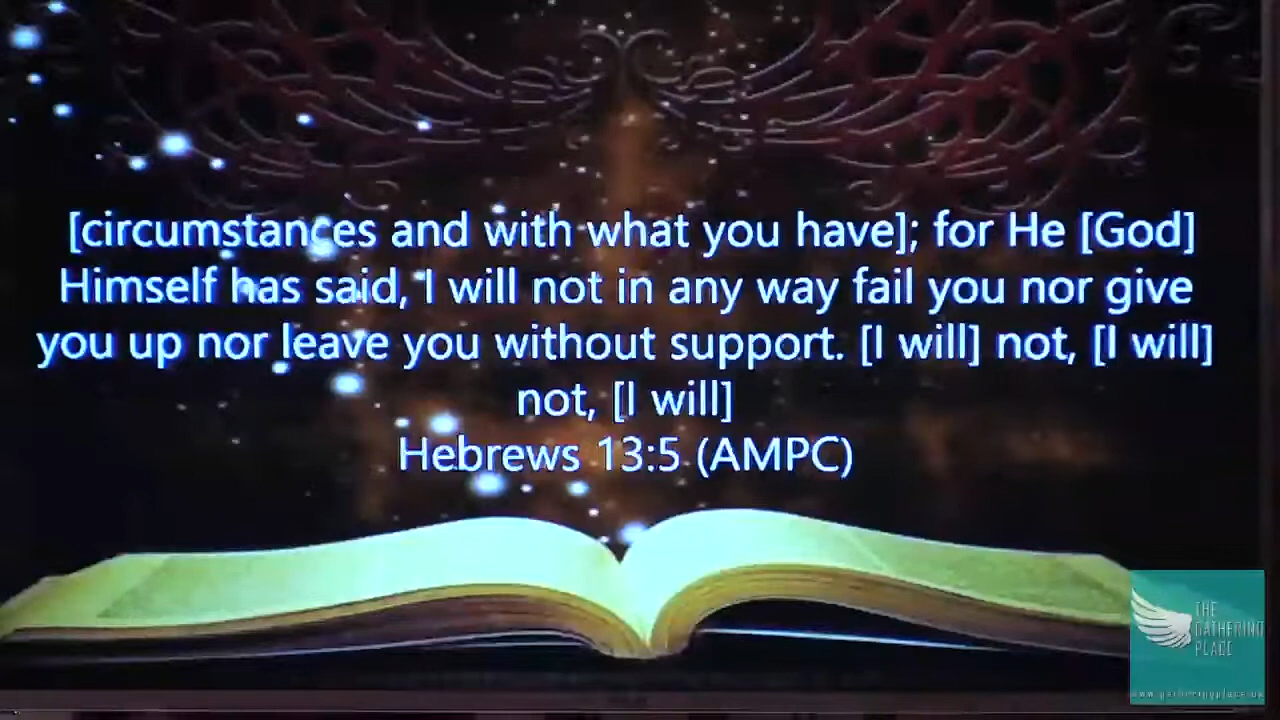 [circumstances and with what you have]; for He [God]
Himself has said, I will not in any way fail you nor give
you up nor leave you without support. [I will] not, [I will]
not, [I will]
Hebrews 13:5 (AMPC)
THE
GATHERING
PLACE